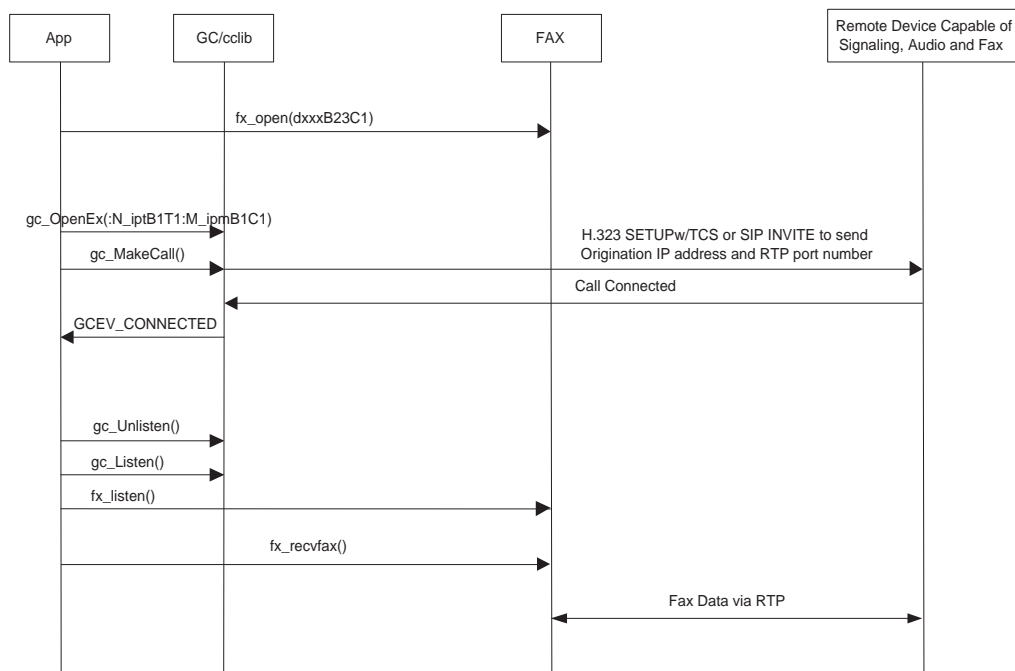 App
GC/cclib
FAX
Remote Device Capable of
Signaling, Audio and Fax
fx_open(dxxxB23C1)
gc_OpenEx(:N_iptB1T1:M_ipmB1C1)
gc_MakeCall()
H.323 SETUPw/TCS or SIP INVITE to send
Origination IP address and RTP port number
Call Connected
GCEV_CONNECTED
gc_Unlisten()
gc_Listen()
fx_listen()
fx_recvfax()
Fax Data via RTP